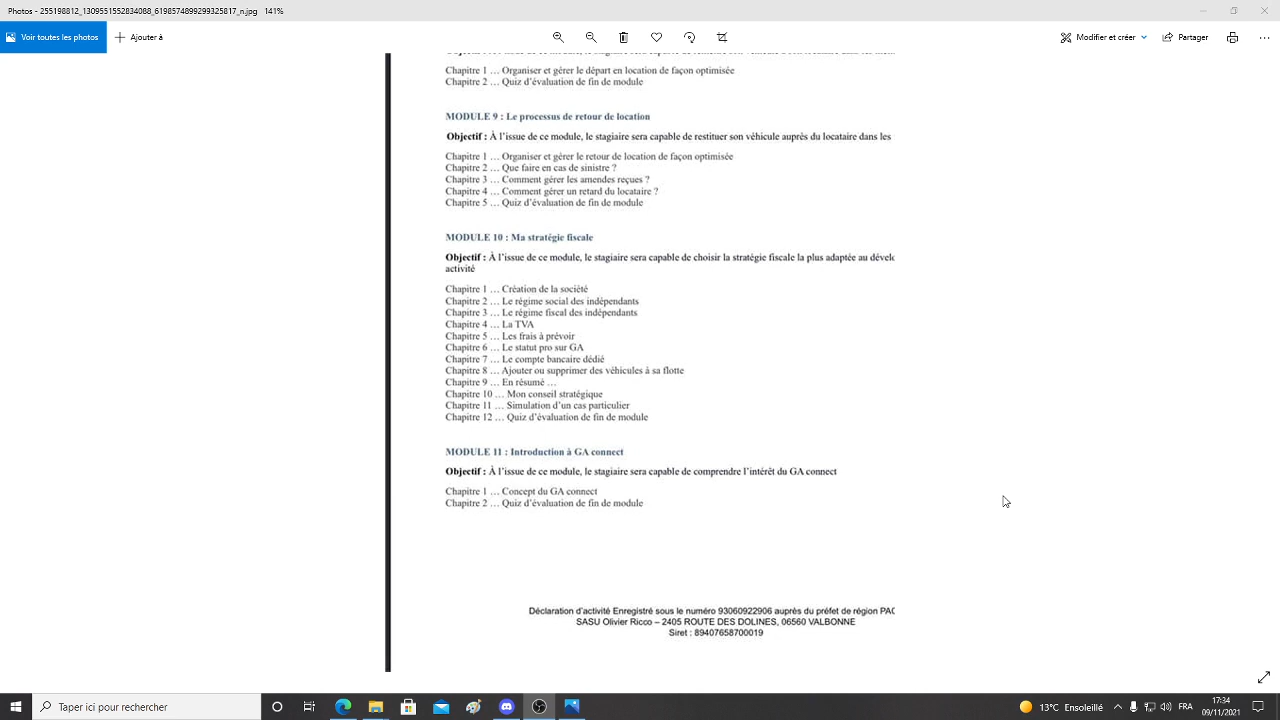 Photos - 255198812_1309551552834088_6198574899299325817_n.jpg - 141%
Voir toutes les photos
Ajouter à
Modifier et créer
Partager
Chapitre 1 … Organiser et gérer le départ en location de façon optimisée
Chapitre 2 … Quiz d'évaluation de fin de module
MODULE 9 : Le processus de retour de location
Objectif : À l'issue de ce module, le stagiaire sera capable de restituer son véhicule auprès du locataire dans les
Chapitre 1 … Organiser et gérer le retour de location de façon optimisée
Chapitre 2 … Que faire en cas de sinistre ?
Chapitre 3 … Comment gérer les amendes reçues ?
Chapitre 4 … Comment gérer un retard du locataire ?
Chapitre 5 … Quiz d'évaluation de fin de module
MODULE 10 : Ma stratégie fiscale
Objectif : À l'issue de ce module, le stagiaire sera capable de choisir la stratégie fiscale la plus adaptée au dével
activité
Chapitre 1 … Création de la société
Chapitre 2 … Le régime social des indépendants
Chapitre 3 … Le régime fiscal des indépendants
Chapitre 4 … La TVA
Chapitre 5 … Les frais à prévoir
Chapitre 6 … Le statut pro sur GA
Chapitre 7 … Le compte bancaire dédié
Chapitre 8 … Ajouter ou supprimer des véhicules à sa flotte
Chapitre 9 … En résumé …
Chapitre 10 … Mon conseil stratégique
Chapitre 11 … Simulation d'un cas particulier
Chapitre 12 … Quiz d'évaluation de fin de module
MODULE 11 : Introduction à GA connect
Objectif : À l'issue de ce module, le stagiaire sera capable de comprendre l'intérêt du GA connect
Chapitre 1 … Concept du GA connect
Chapitre 2 … Quiz d'évaluation de fin de module
Déclaration d'activité Enregistré sous le numéro 93060922906 auprès du préfet de région PAC
SASU Olivier Ricco – 2405 ROUTE DES DOLINES, 06560 VALBONNE
Siret : 89407658700019
Taper ici pour rechercher
13°C Ensoleillé
FRA
17:34
09/11/2021